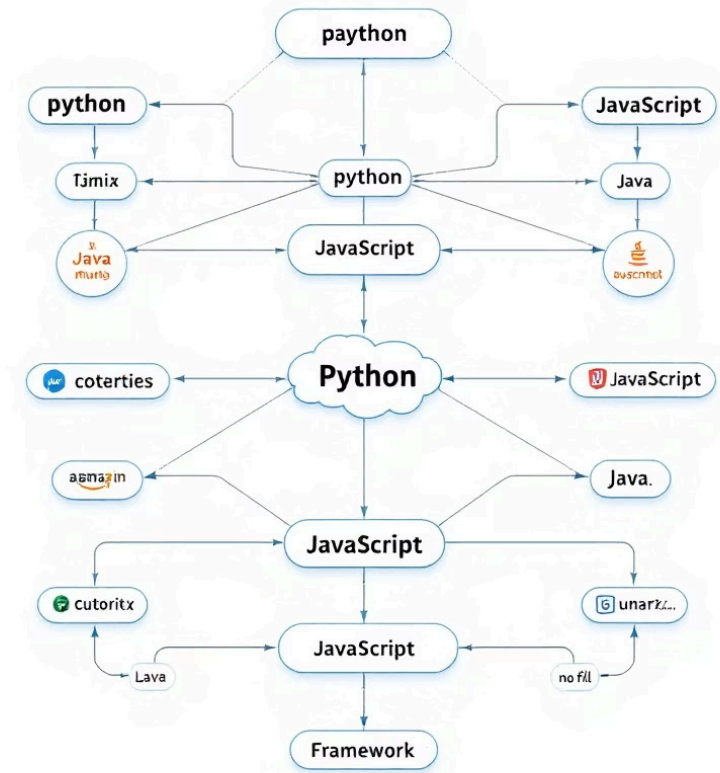 paython
python
JavaScript
python
Timix
Java
JavaScript
Java
Python
coterties
JavaScript
Java.
JavaScript
cutoritx
JavaScript
Lava
no fill
Framework